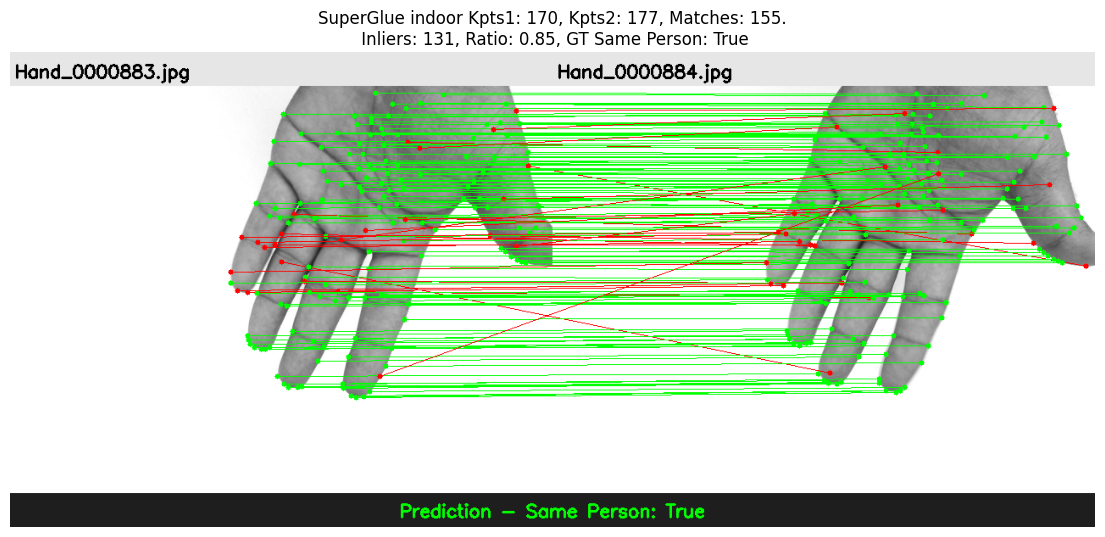 SuperGlue indoor Kpts1: 170, Kpts2: 177, Matches: 155.
Inliers: 131, Ratio: 0.85, GT Same Person: True
Hand_0000883.jpg
Hand_0000884.jpg
Prediction - Same Person: True